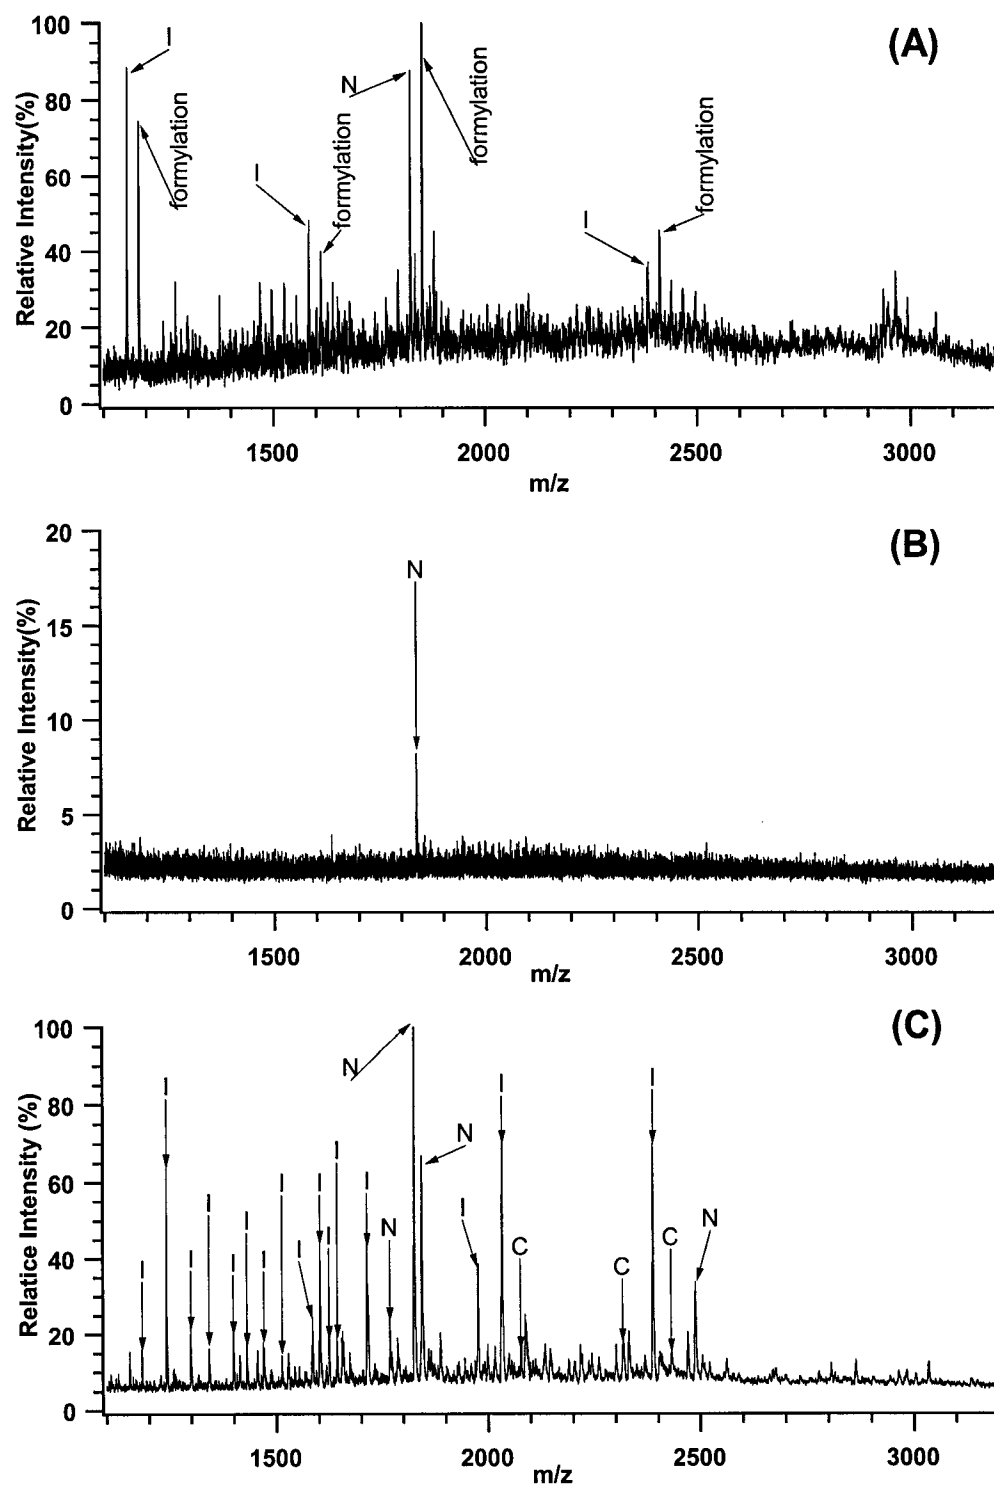 (A)
Relative Intensity(%)
100
80
60
40
20
0
I
formylation
I
formylation
N
formylation
I
formylation
1500
2000
2500
3000
m/z
(B)
Relative Intensity(%)
20
15
10
5
0
N
1500
2000
2500
3000
m/z
(C)
Relatice Intensity (%)
100
80
60
40
20
0
I
I
I
I
I
I
I
I
I
I
I
I
I
N
N
N
I
C
I
C
I
C
N
1500
2000
2500
3000
m/z